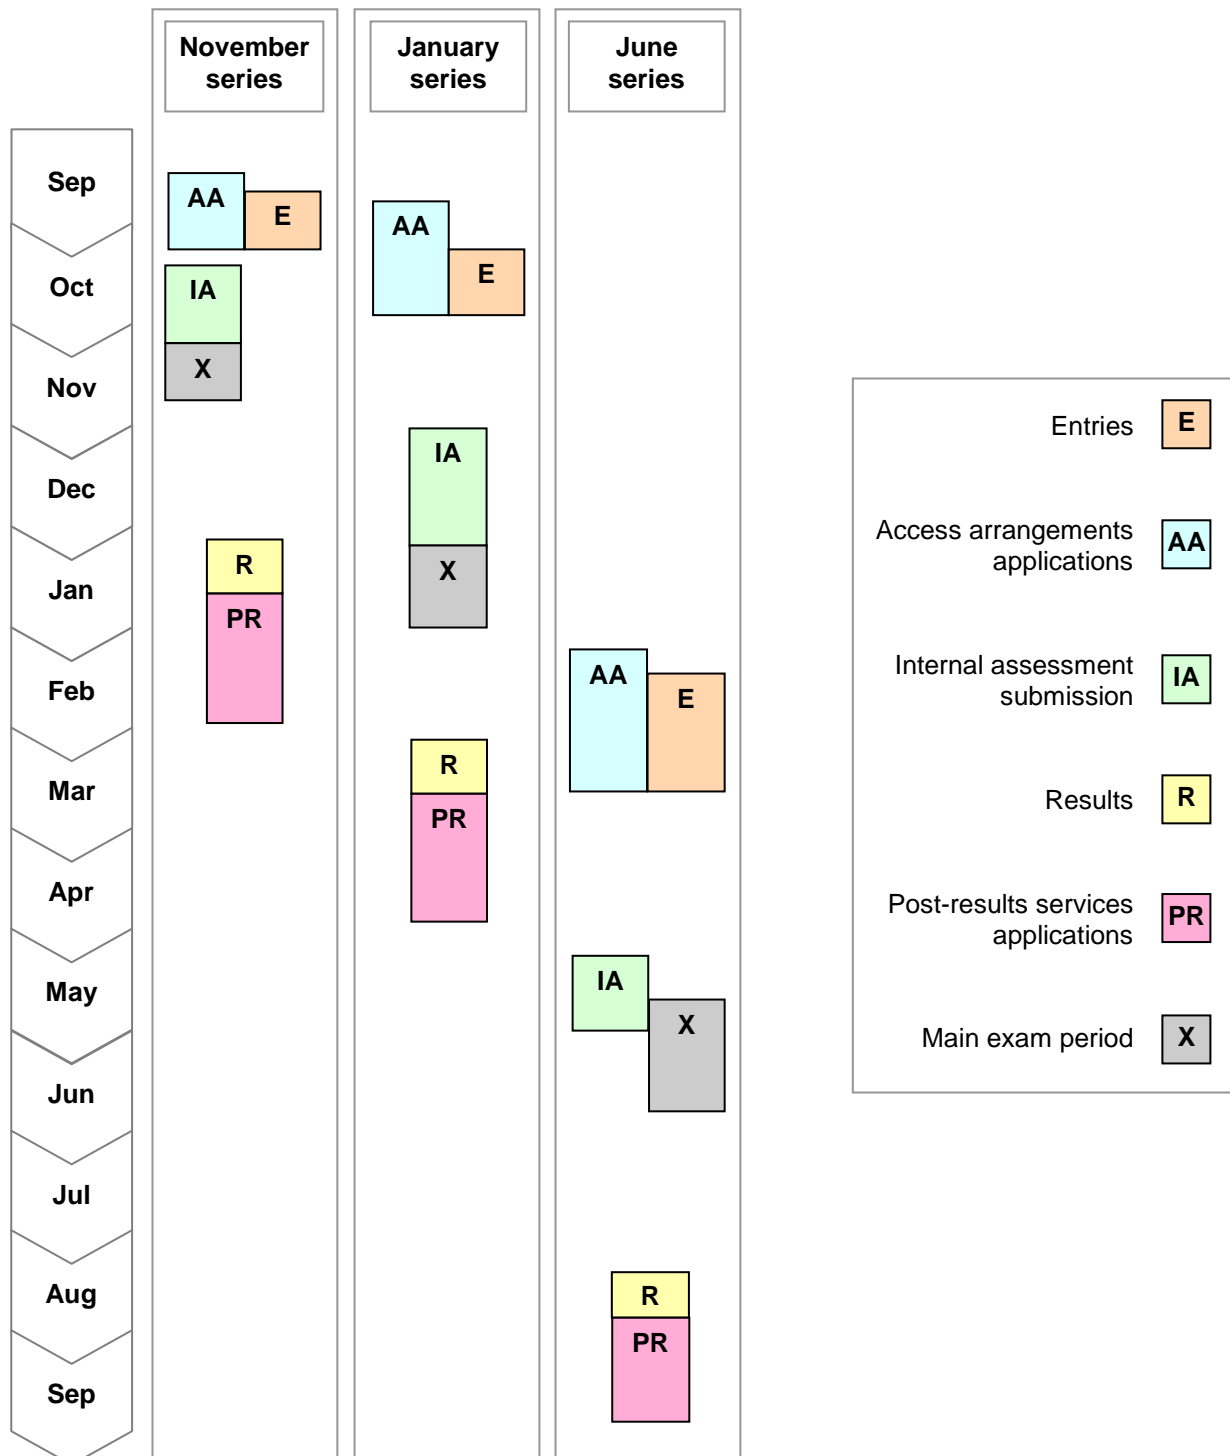 November
series
January
series
June
series
Sep
Oct
Nov
Dec
Jan
Feb
Mar
Apr
May
Jun
Jul
Aug
Sep
AA
E
IA
X
R
PR
AA
E
IA
X
R
PR
AA
E
IA
X
R
PR
Entries
E
Access arrangements
applications
AA
Internal assessment
submission
IA
Results
R
Post-results services
applications
PR
Main exam period
X